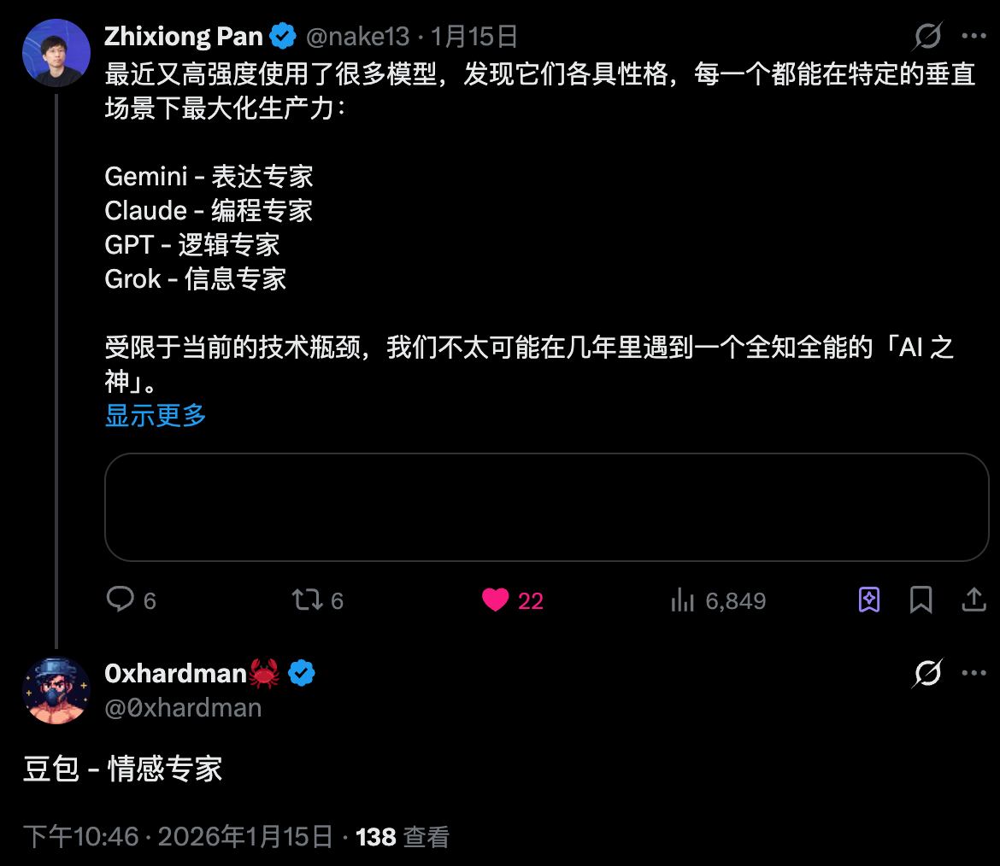 Zhixiong Pan @nake13 · 1月15日
最近又高强度使用了很多模型，发现它们各具性格，每一个都能在特定的垂直
场景下最大化生产力：
Gemini - 表达专家
Claude - 编程专家
GPT - 逻辑专家
Grok - 信息专家
受限于当前的技术瓶颈，我们不太可能在几年里遇到一个全知全能的「AI 之
神」。
显示更多
6 6 22 6,849
0xhardman🦀
@0xhardman
豆包 - 情感专家
下午10:46 · 2026年1月15日 · 138 查看